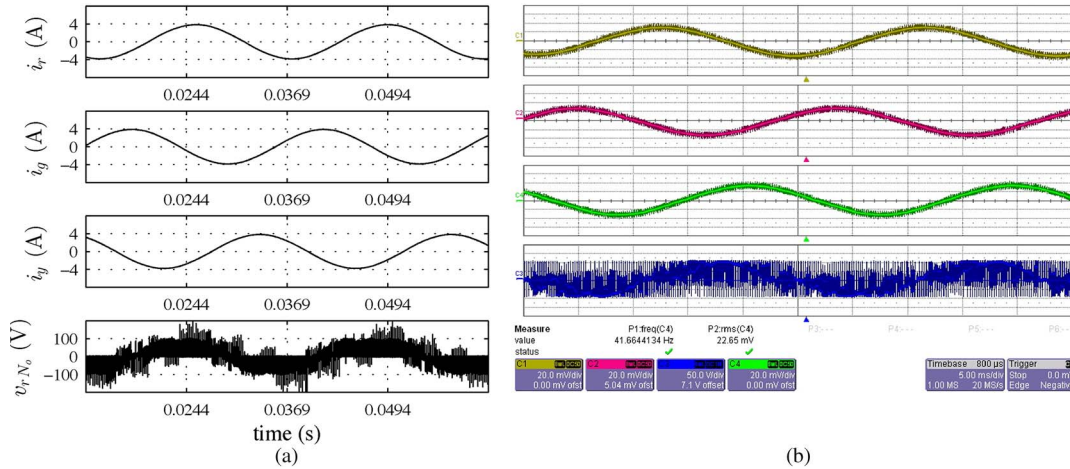 4
0
−4
i_r (A)
0.0244 0.0369 0.0494
4
0
−4
i_g (A)
0.0244 0.0369 0.0494
4
0
−4
i_y (A)
0.0244 0.0369 0.0494
100
0
−100
v_{r N_o} (V)
0.0244 0.0369 0.0494
time (s)
(a)
C1
C2
C4
C3
Measure P1:freq(C4) P2:rms(C4) P3:--- P4:--- P5:--- P6:---
value 41.6644134 Hz 22.65 mV
status
C1
20.0 mV/div
0.00 mV ofst
C2
20.0 mV/div
5.04 mV ofst
50.0 V/div
7.1 V offset
C4
20.0 mV/div
0.00 mV ofst
Timebase 800 µs
5.00 ms/div
1.00 MS 20 MS/s
Trigger
Stop 0.0 m
Edge Negativ
(b)